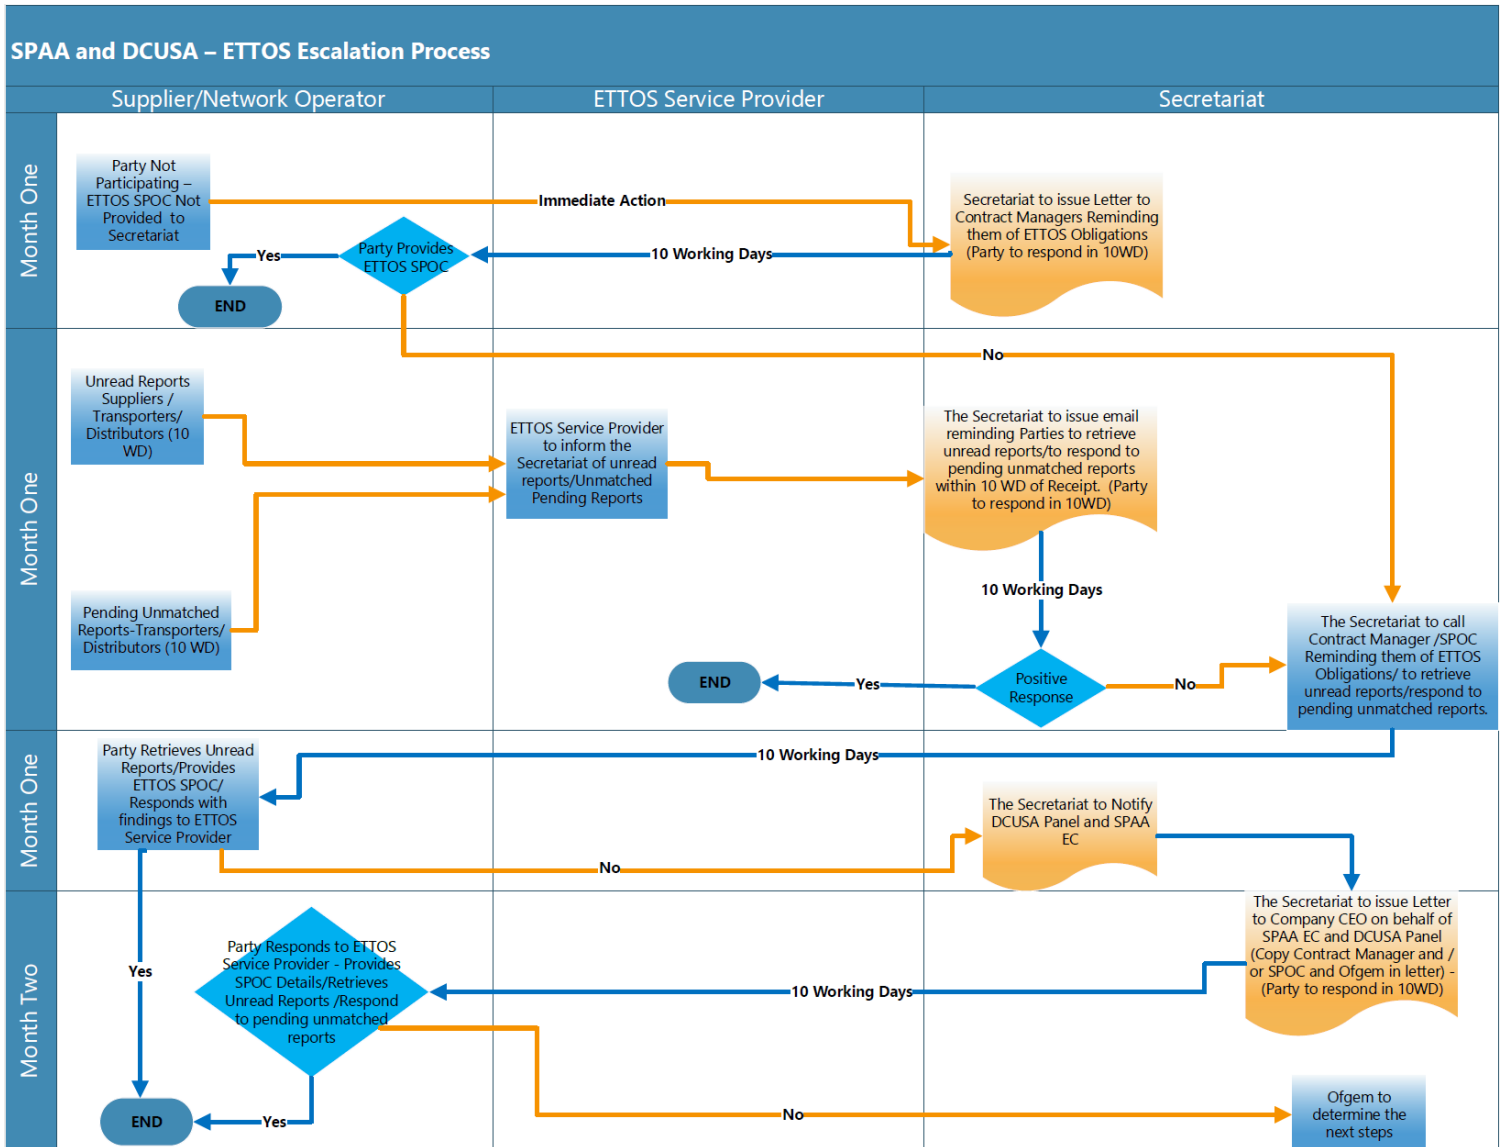 SPAA and DCUSA – ETTOS Escalation Process
Supplier/Network Operator
ETTOS Service Provider
Secretariat
Month One
Party Not
Participating –
ETTOS SPOC Not
Provided to
Secretariat
Immediate Action
Secretariat to issue Letter to
Contract Managers Reminding
them of ETTOS Obligations
(Party to respond in 10WD)
10 Working Days
Party Provides
ETTOS SPOC
Yes
END
No
Month One
Unread Reports
Suppliers /
Transporters/
Distributors (10
WD)
Pending Unmatched
Reports-Transporters/
Distributors (10 WD)
ETTOS Service Provider
to inform the
Secretariat of unread
reports/Unmatched
Pending Reports
The Secretariat to issue email
reminding Parties to retrieve
unread reports/to respond to
pending unmatched reports
within 10 WD of Receipt. (Party
to respond in 10WD)
10 Working Days
Positive
Response
Yes
END
No
The Secretariat to call
Contract Manager /SPOC
Reminding them of ETTOS
Obligations/ to retrieve
unread reports/respond to
pending unmatched reports.
Month One
10 Working Days
Party Retrieves Unread
Reports/Provides
ETTOS SPOC/
Responds with
findings to ETTOS
Service Provider
No
The Secretariat to Notify
DCUSA Panel and SPAA
EC
Month Two
Yes
The Secretariat to issue Letter
to Company CEO on behalf of
SPAA EC and DCUSA Panel
(Copy Contract Manager and /
or SPOC and Ofgem in letter) -
(Party to respond in 10WD)
10 Working Days
Party Responds to ETTOS
Service Provider - Provides
SPOC Details/Retrieves
Unread Reports /Respond
to pending unmatched
reports
Yes
END
No
Ofgem to
determine the
next steps